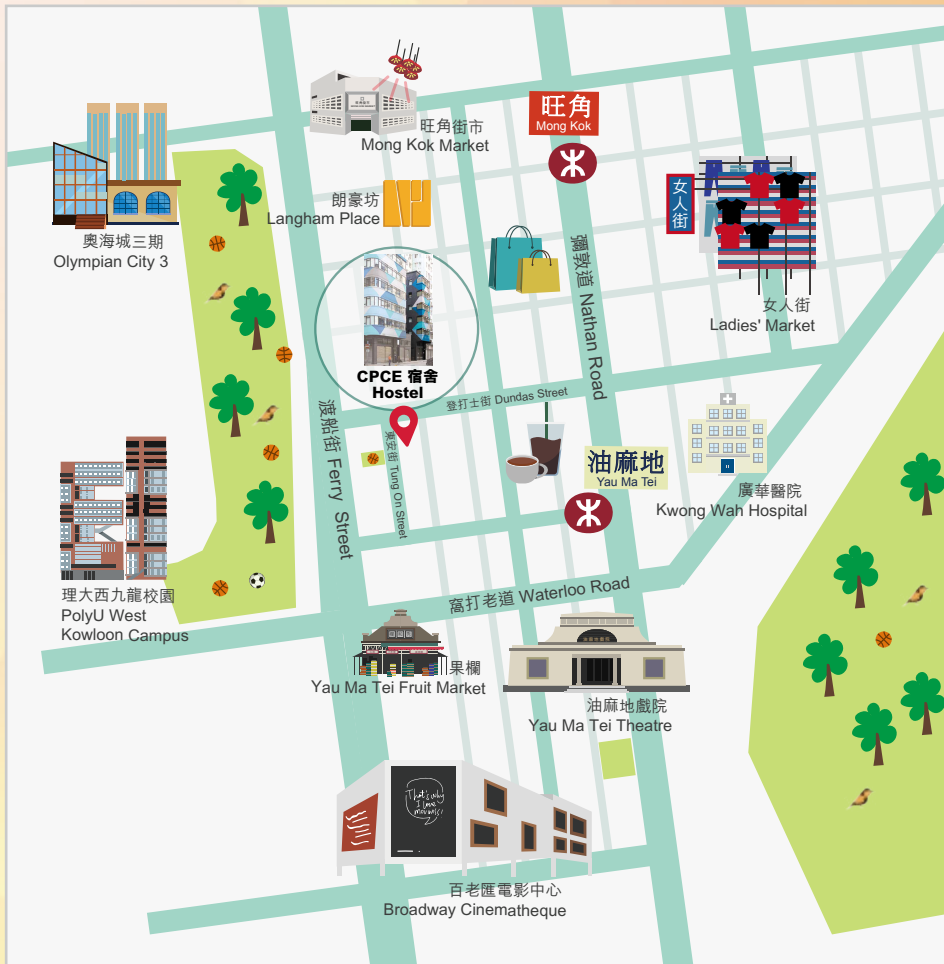 旺角街市
Mong Kok Market
旺角
Mong Kok
朗豪坊
Langham Place
女人街
女人街
Ladies' Market
奧海城三期
Olympian City 3
彌敦道 Nathan Road
CPCE 宿舍
Hostel
登打士街 Dundas Street
渡船街 Ferry Street
東安街 Tung On Street
油麻地
Yau Ma Tei
廣華醫院
Kwong Wah Hospital
理大西九龍校園
PolyU West
Kowloon Campus
窩打老道 Waterloo Road
果欄
Yau Ma Tei Fruit Market
油麻地戲院
Yau Ma Tei Theatre
That's why
I love
movies!
百老匯電影中心
Broadway Cinematheque